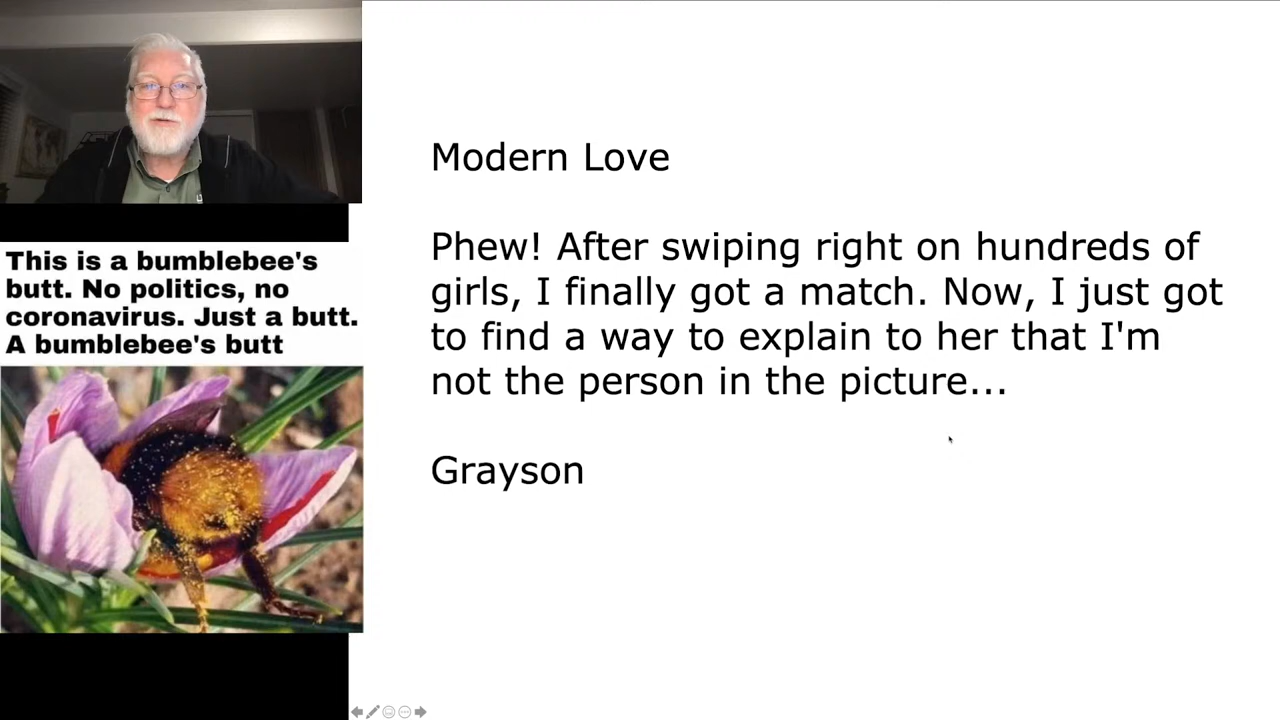 This is a bumblebee's
butt. No politics, no
coronavirus. Just a butt.
A bumblebee's butt
Modern Love
Phew! After swiping right on hundreds of
girls, I finally got a match. Now, I just got
to find a way to explain to her that I'm
not the person in the picture...
Grayson